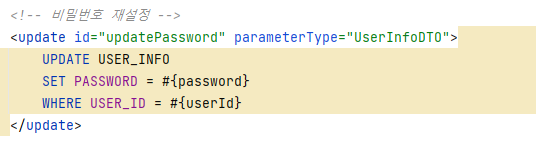 <!-- 비밀번호 재설정 -->
<update id="updatePassword" parameterType="UserInfoDTO">
UPDATE USER_INFO
SET PASSWORD = #{password}
WHERE USER_ID = #{userId}
</update>